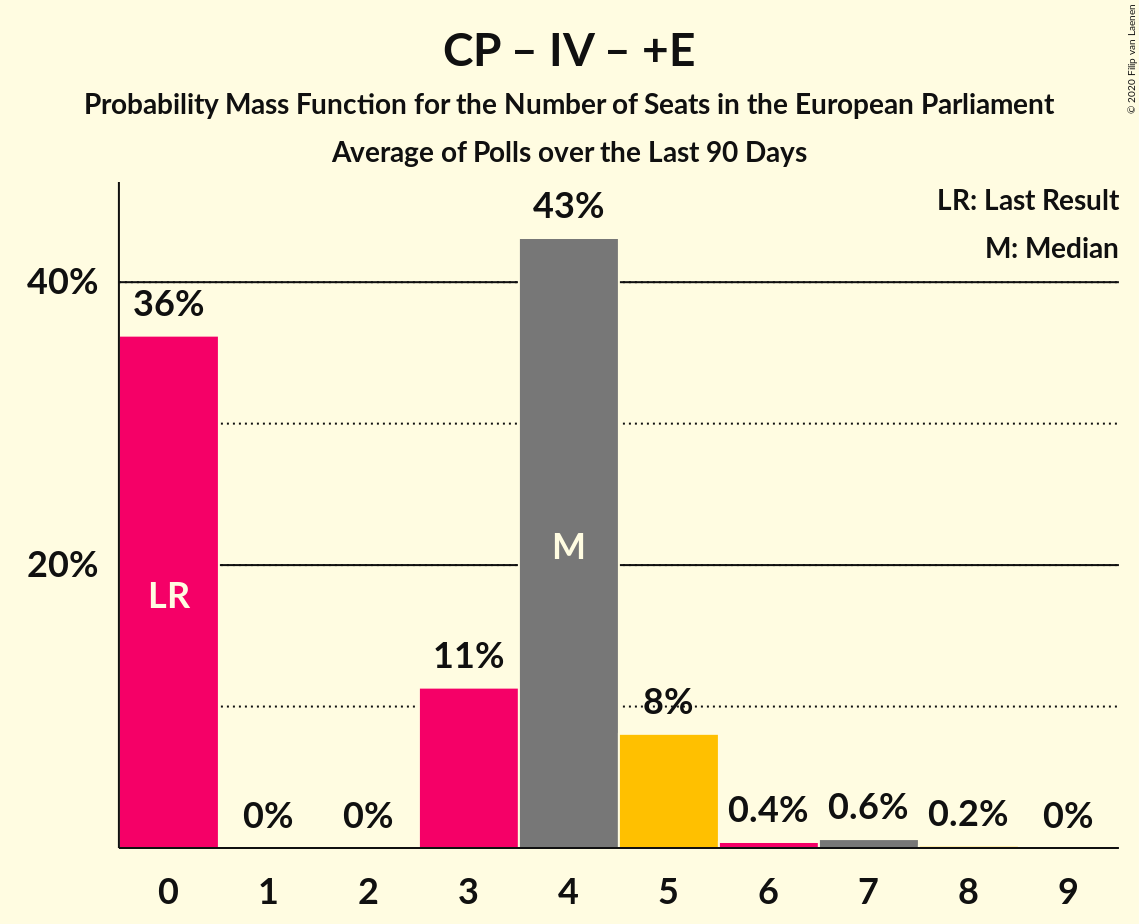 CP – IV – +E
Probability Mass Function for the Number of Seats in the European Parliament
Average of Polls over the Last 90 Days
© 2020 Filip van Laenen
LR: Last Result
M: Median
43%
40%
36%
M
20%
LR
11%
8%
0%
0%
0.4%
0.6%
0.2%
0%
0 1 2 3 4 5 6 7 8 9